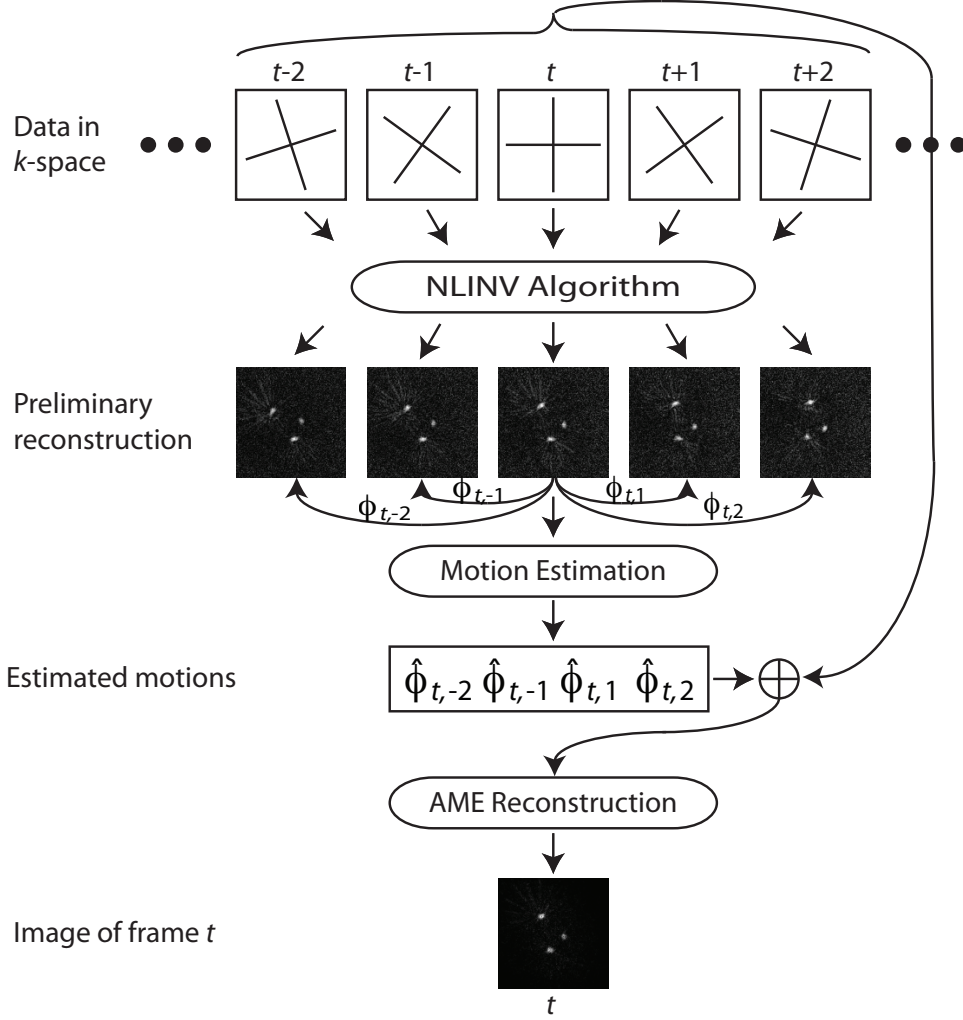 t-2 t-1 t t+1 t+2
Data in
k-space
NLINV Algorithm
Preliminary
reconstruction
ϕt,-2 ϕt,-1 ϕt,1 ϕt,2
Motion Estimation
Estimated motions
ϕ̂t,-2 ϕ̂t,-1 ϕ̂t,1 ϕ̂t,2
AME Reconstruction
Image of frame t
t